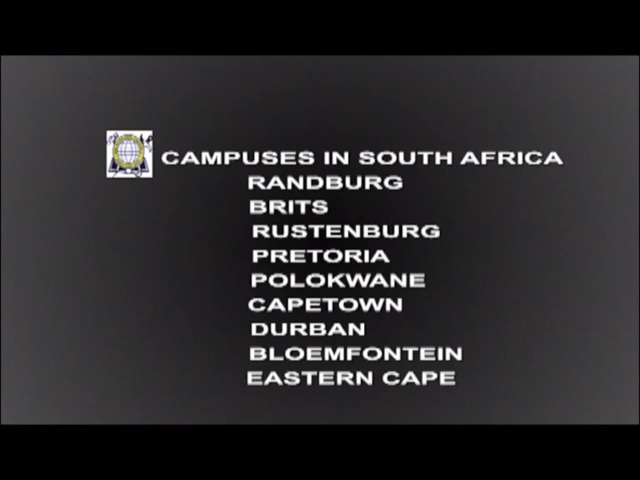 CAMPUSES IN SOUTH AFRICA
RANDBURG
BRITS
RUSTENBURG
PRETORIA
POLOKWANE
CAPETOWN
DURBAN
BLOEMFONTEIN
EASTERN CAPE